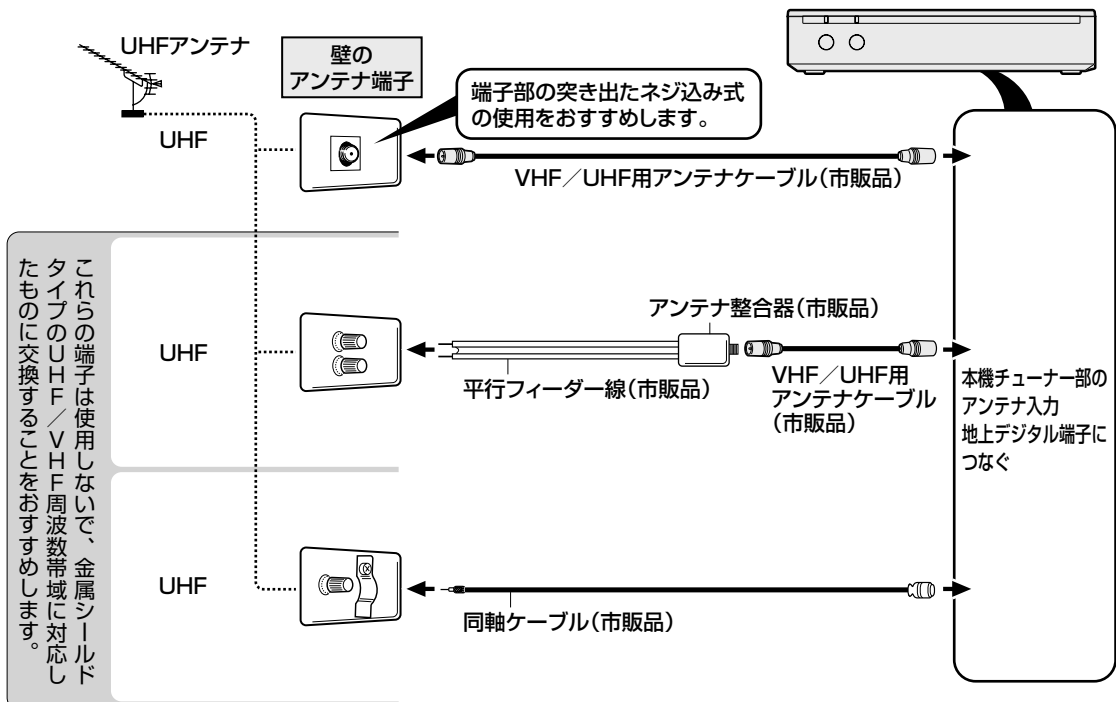 UHFアンテナ
壁の
アンテナ端子
端子部の突き出たネジ込み式
の使用をおすすめします。
UHF
VHF／UHF用アンテナケーブル（市販品）
これらの端子は使用しないで、金属シールド
タイプのUHF／VHF周波数帯域に対応し
たものに交換することをおすすめします。
UHF
アンテナ整合器（市販品）
平行フィーダー線（市販品）
VHF／UHF用
アンテナケーブル
（市販品）
UHF
同軸ケーブル（市販品）
本機チューナー部の
アンテナ入力
地上デジタル端子に
つなぐ